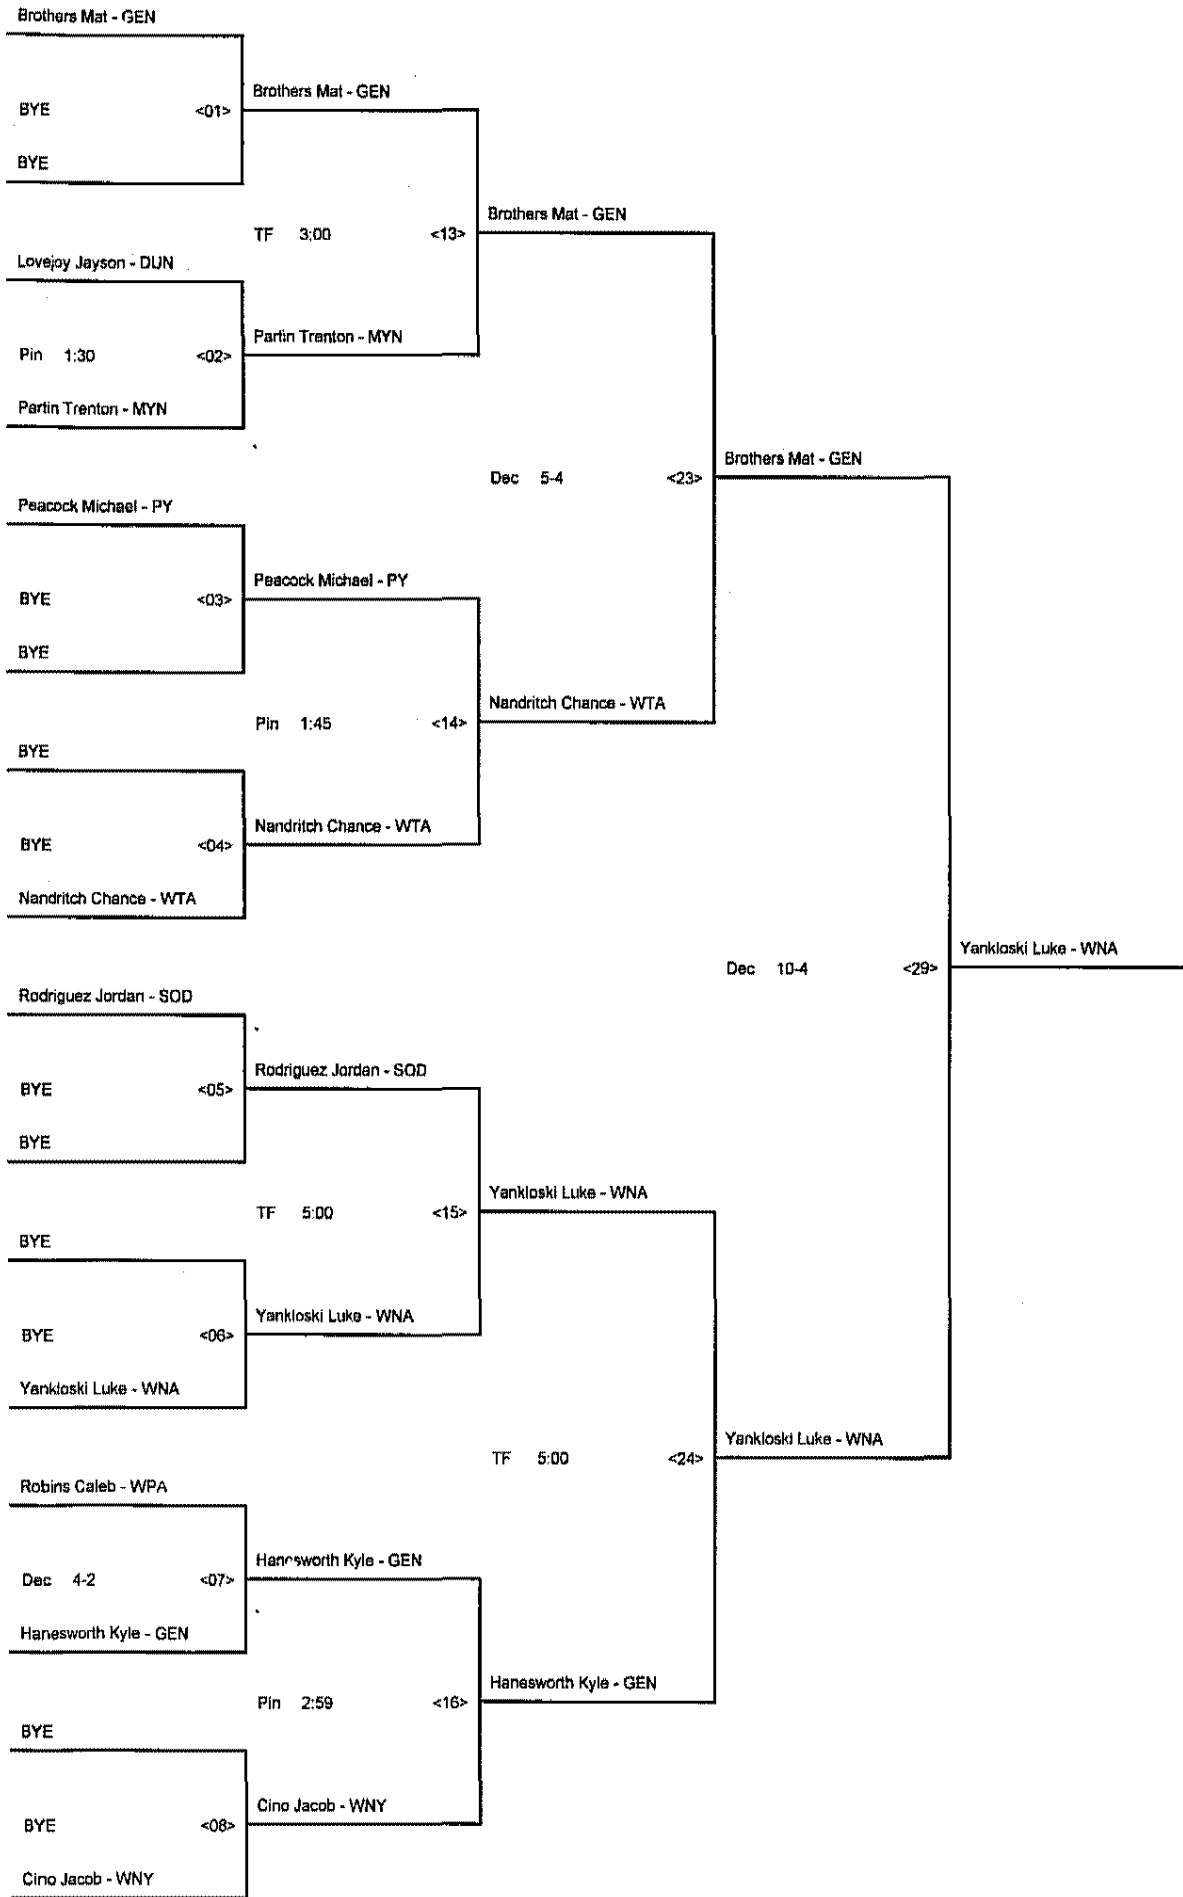 Brothers Mat - GEN
BYE <01>
BYE
Brothers Mat - GEN
TF 3:00 <13>
Brothers Mat - GEN
Lovejoy Jayson - DUN
Pin 1:30 <02>
Partin Trenton - MYN
Partin Trenton - MYN
Dec 5-4 <23>
Brothers Mat - GEN
Peacock Michael - PY
BYE <03>
BYE
Peacock Michael - PY
Pin 1:45 <14>
Nandritch Chance - WTA
BYE
BYE <04>
Nandritch Chance - WTA
Nandritch Chance - WTA
Dec 10-4 <29>
Yankloski Luke - WNA
Rodriguez Jordan - SOD
BYE <05>
BYE
Rodriguez Jordan - SOD
TF 5:00 <15>
Yankloski Luke - WNA
BYE
BYE <06>
Yankloski Luke - WNA
Yankloski Luke - WNA
TF 5:00 <24>
Yankloski Luke - WNA
Robins Caleb - WPA
Dec 4-2 <07>
Hanesworth Kyle - GEN
Hanesworth Kyle - GEN
Pin 2:59 <16>
Hanesworth Kyle - GEN
BYE
BYE <08>
Cino Jacob - WNY
Cino Jacob - WNY